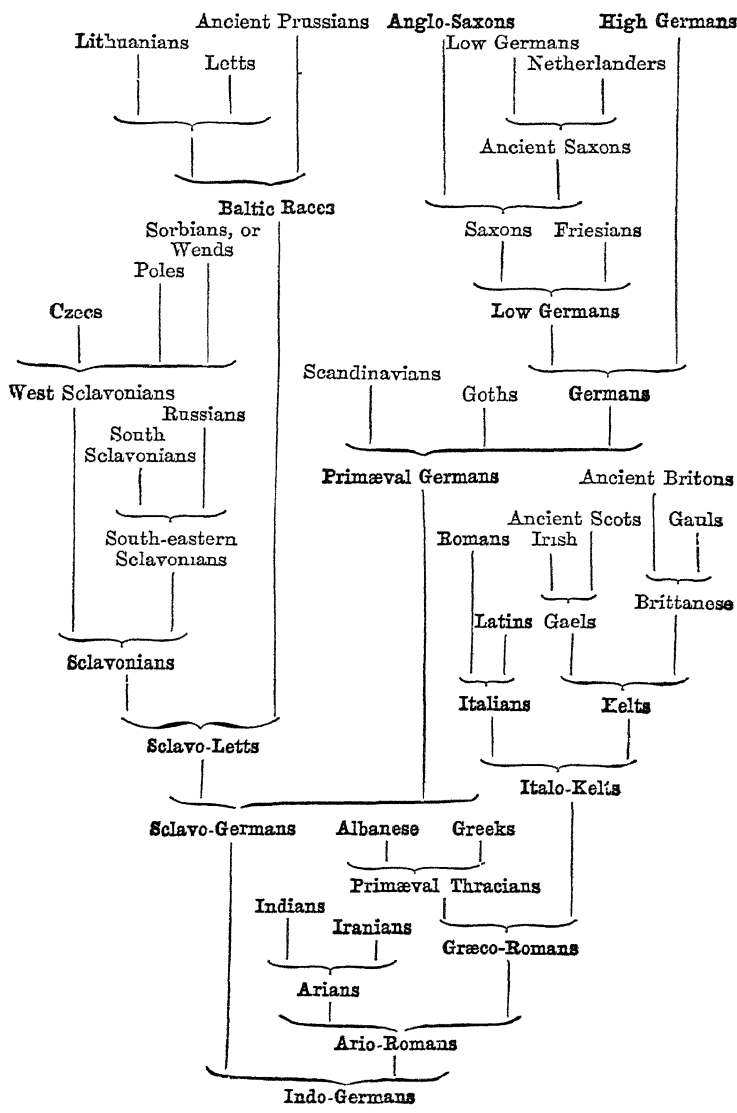 Ancient Prussians
Anglo-Saxons
High Germans
Lithuanians
Low Germans
Letts
Netherlanders
Ancient Saxons
Baltic Races
Sorbians, or
Wends
Saxons
Friesians
Poles
Czecs
Low Germans
Scandinavians
West Sclavonians
Goths
Germans
Russians
South
Sclavonians
Primæval Germans
Ancient Britons
Ancient Scots
Irish
Gauls
Romans
South-eastern
Sclavonians
Brittanese
Latins
Gaels
Sclavonians
Italians
Kelts
Sclavo-Letts
Italo-Kelts
Sclavo-Germans
Albanese
Greeks
Primæval Thracians
Indians
Iranians
Græco-Romans
Arians
Ario-Romans
Indo-Germans